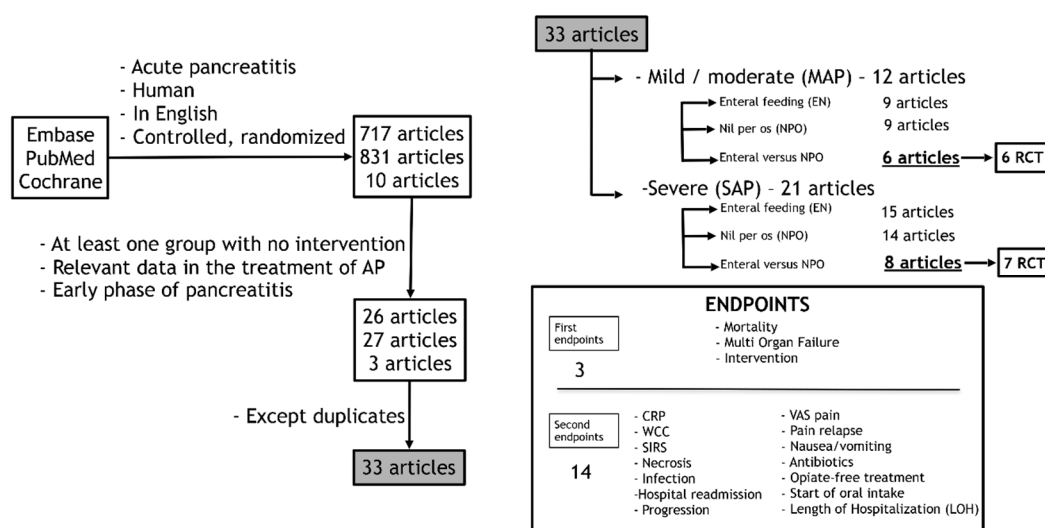 - Acute pancreatitis
- Human
- In English
- Controlled, randomized
Embase
PubMed
Cochrane
717 articles
831 articles
10 articles
- At least one group with no intervention
- Relevant data in the treatment of AP
- Early phase of pancreatitis
26 articles
27 articles
3 articles
- Except duplicates
33 articles
33 articles
- Mild / moderate (MAP) – 12 articles
Enteral feeding (EN) 9 articles
Nil per os (NPO) 9 articles
Enteral versus NPO 6 articles 6 RCT
-Severe (SAP) – 21 articles
Enteral feeding (EN) 15 articles
Nil per os (NPO) 14 articles
Enteral versus NPO 8 articles 7 RCT
ENDPOINTS
First
endpoints
3
- Mortality
- Multi Organ Failure
- Intervention
Second
endpoints
14
- CRP
- WCC
- SIRS
- Necrosis
- Infection
-Hospital readmission
- Progression
- VAS pain
- Pain relapse
- Nausea/vomiting
- Antibiotics
- Opiate-free treatment
- Start of oral intake
- Length of Hospitalization (LOH)